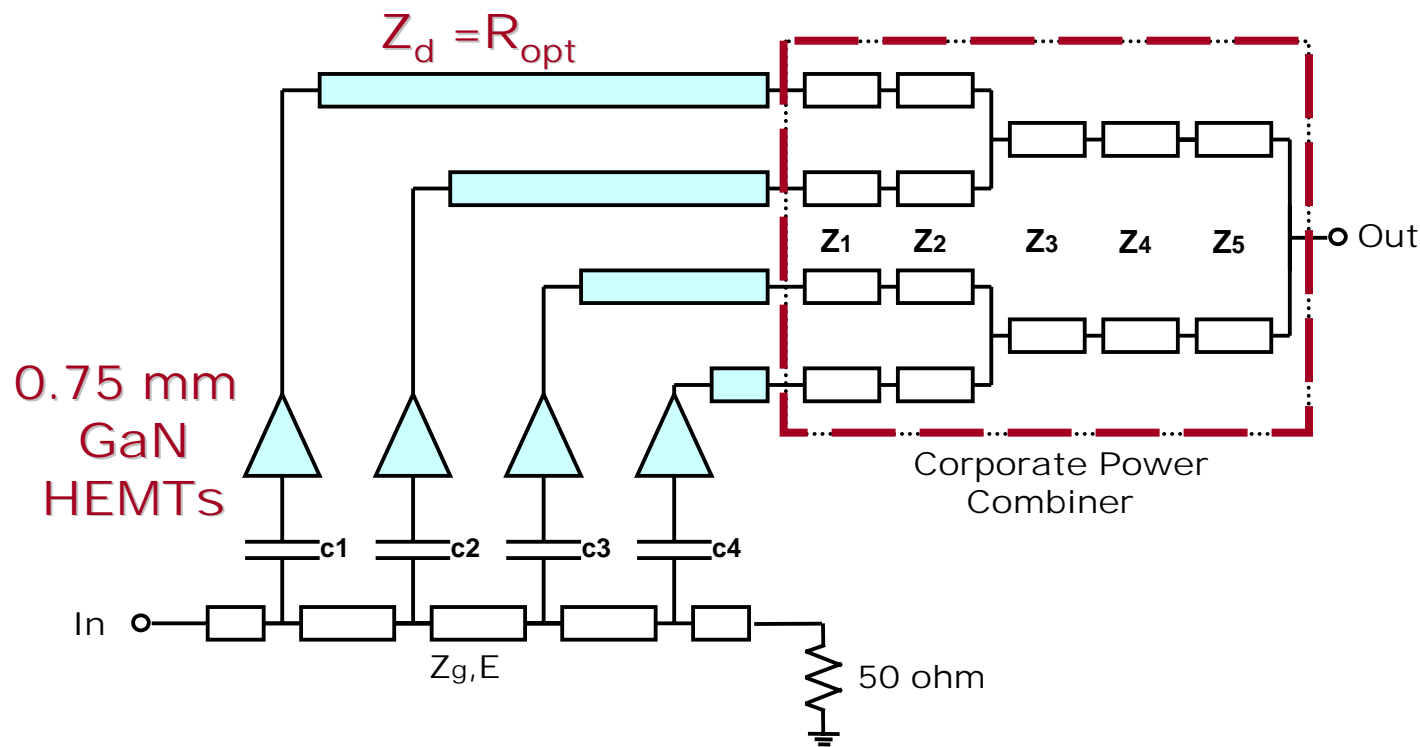 Zd =Ropt
Z1 Z2 Z3 Z4 Z5
Out
0.75 mm
GaN
HEMTs
Corporate Power
Combiner
c1 c2 c3 c4
In
Zg,E
50 ohm